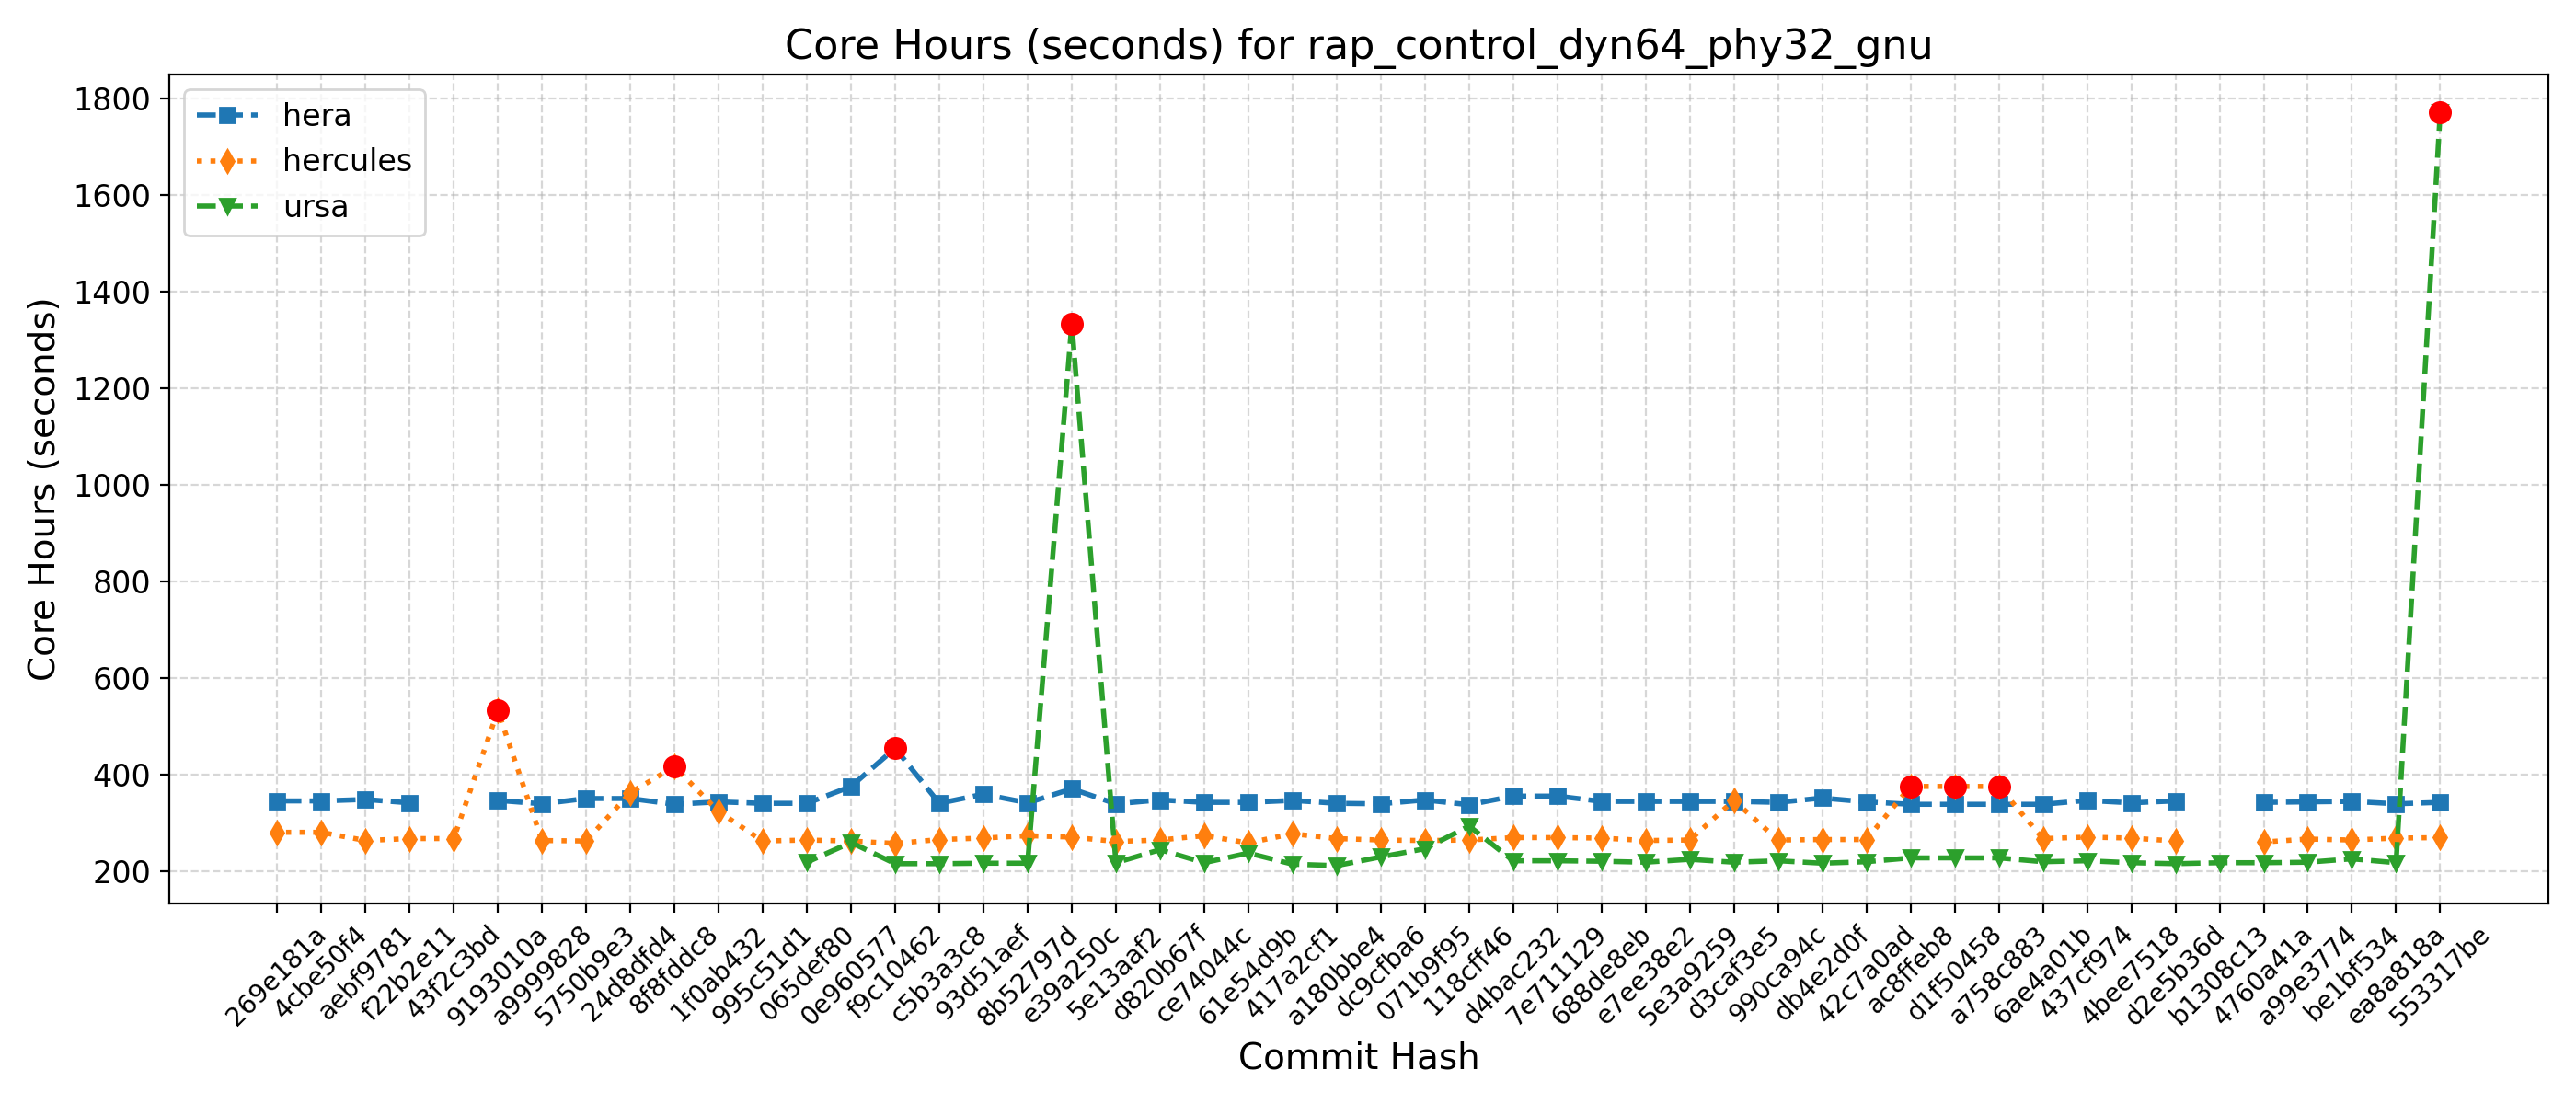 Core Hours (seconds) for rap_control_dyn64_phy32_gnu
hera
hercules
ursa
Core Hours (seconds)
1800
1600
1400
1200
1000
800
600
400
200
269e181a
4cbe50f4
aebf9781
f22b2e11
43f2c3bd
9193010a
a9999828
5750b9e3
24d8dfd4
8f8fddc8
1f0ab432
995c51d1
065def80
0e960577
f9c10462
c5b3a3c8
93d51aef
8b52797d
e39a250c
5e13aaf2
d820b67f
ce74044c
61e54d9b
417a2cf1
a180bbe4
dc9cfba6
071b9f95
118cff46
d4bac232
7e711129
688de8eb
e7ee38e2
5e3a9259
d3caf3e5
990ca94c
db4e2d0f
42c7a0ad
ac8ffeb8
d1f50458
a758c883
6ae4a01b
437cf974
4bee7518
d2e5b36d
b1308c13
4760a41a
a99e3774
be1bf534
ea8a818a
553317be
Commit Hash